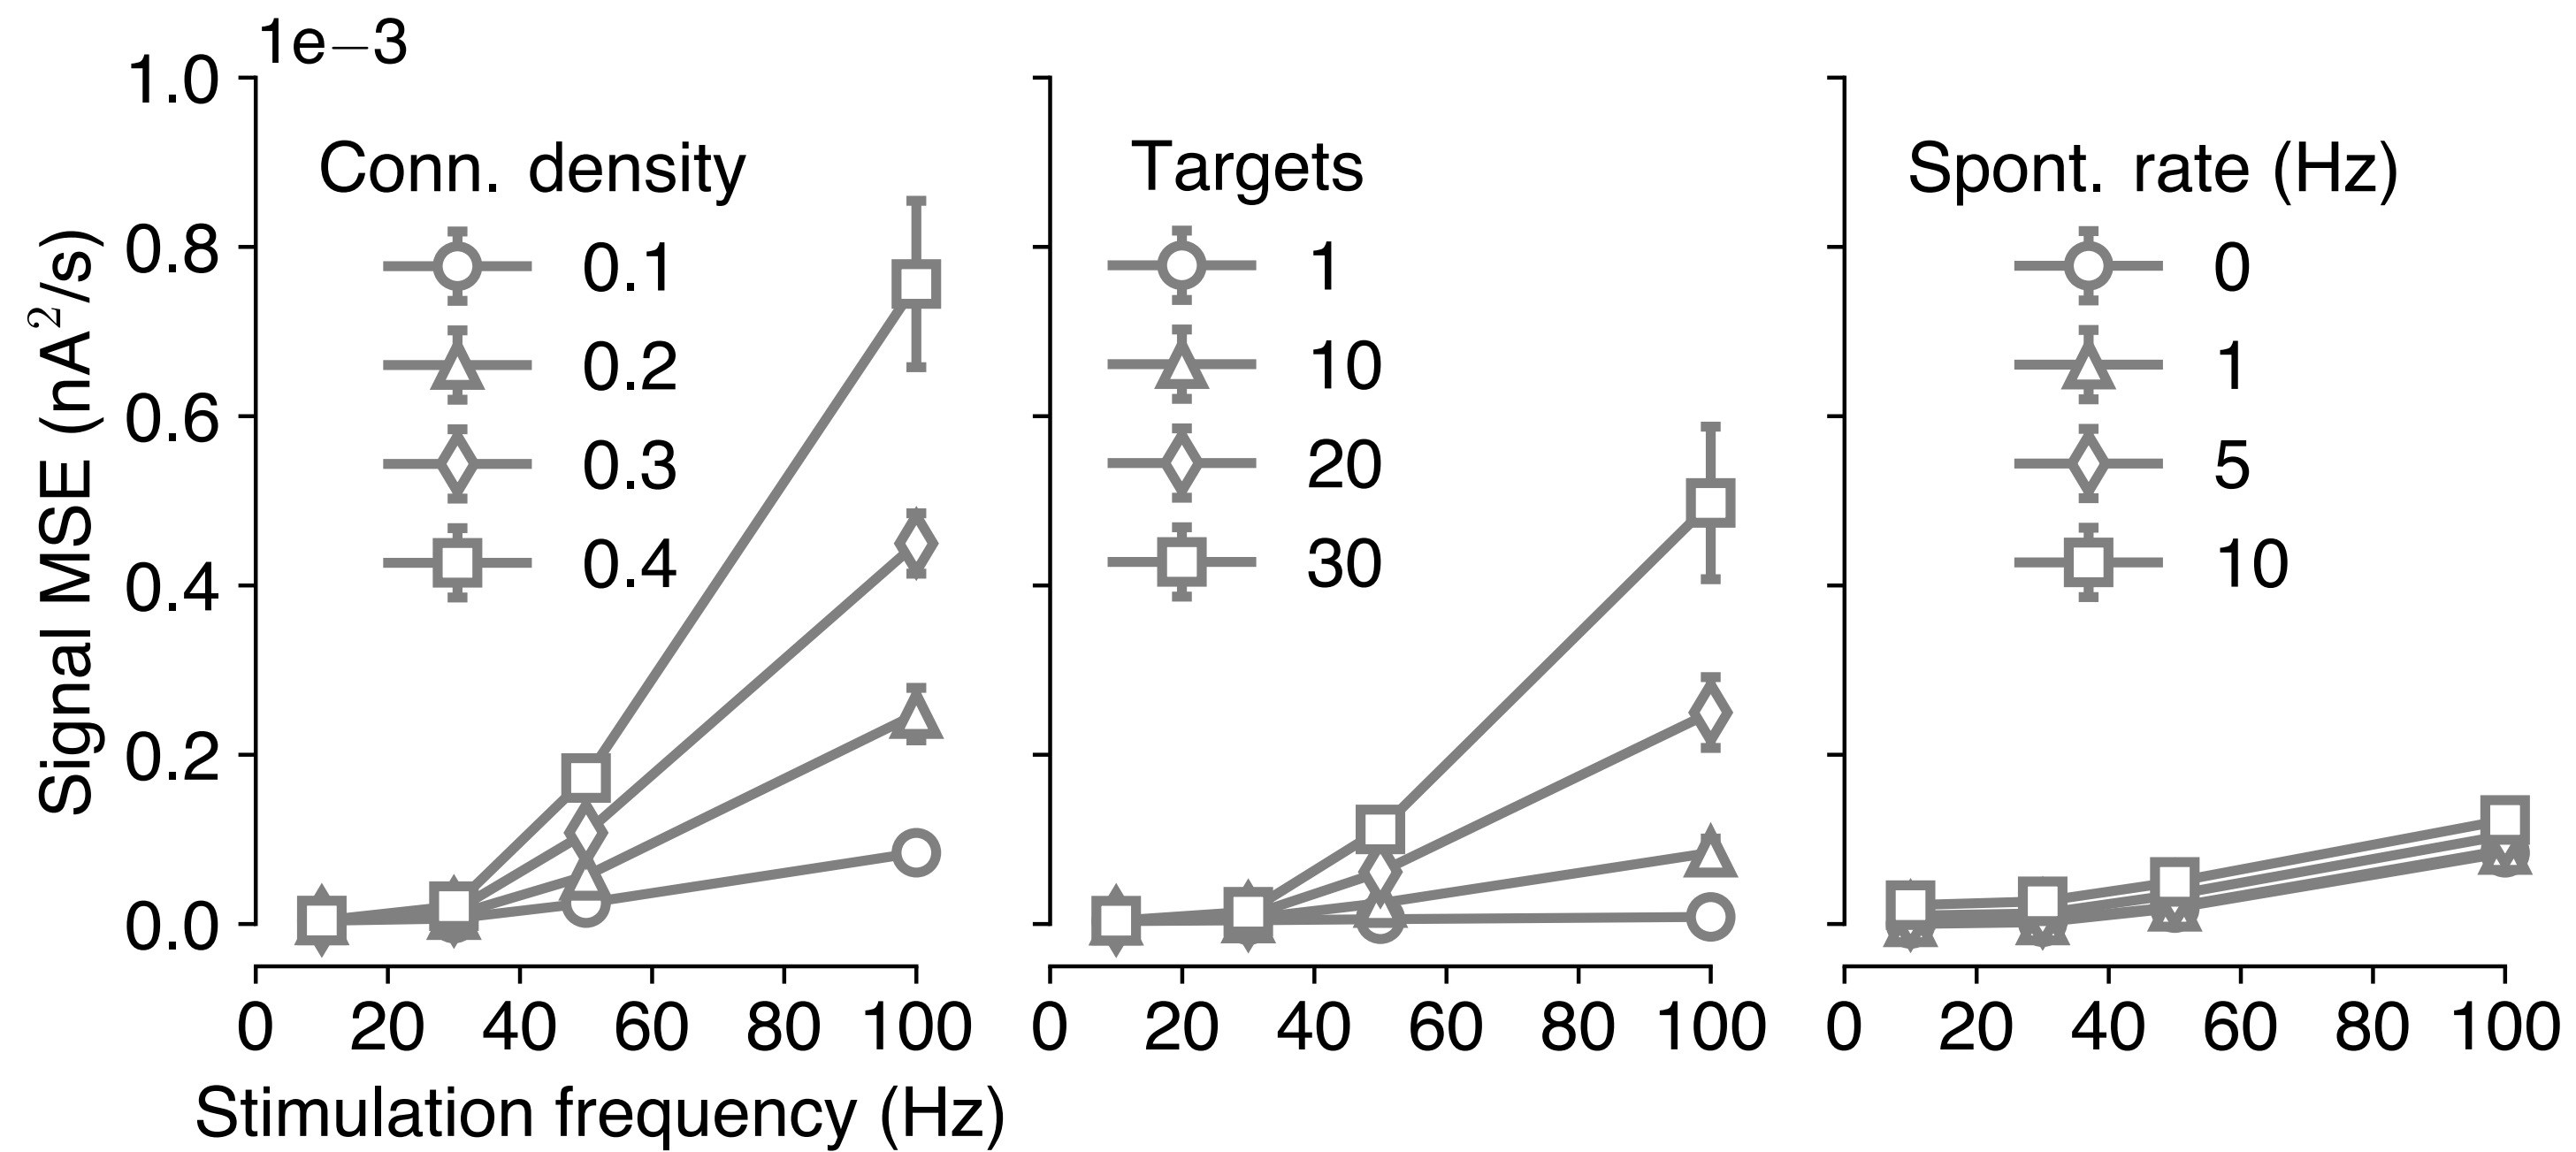 1e−3
1.0
0.8
0.6
0.4
0.2
0.0
Signal MSE (nA²/s)
Conn. density
0.1
0.2
0.3
0.4
0 20 40 60 80 100
Stimulation frequency (Hz)
Targets
1
10
20
30
0 20 40 60 80 100
Spont. rate (Hz)
0
1
5
10
0 20 40 60 80 100